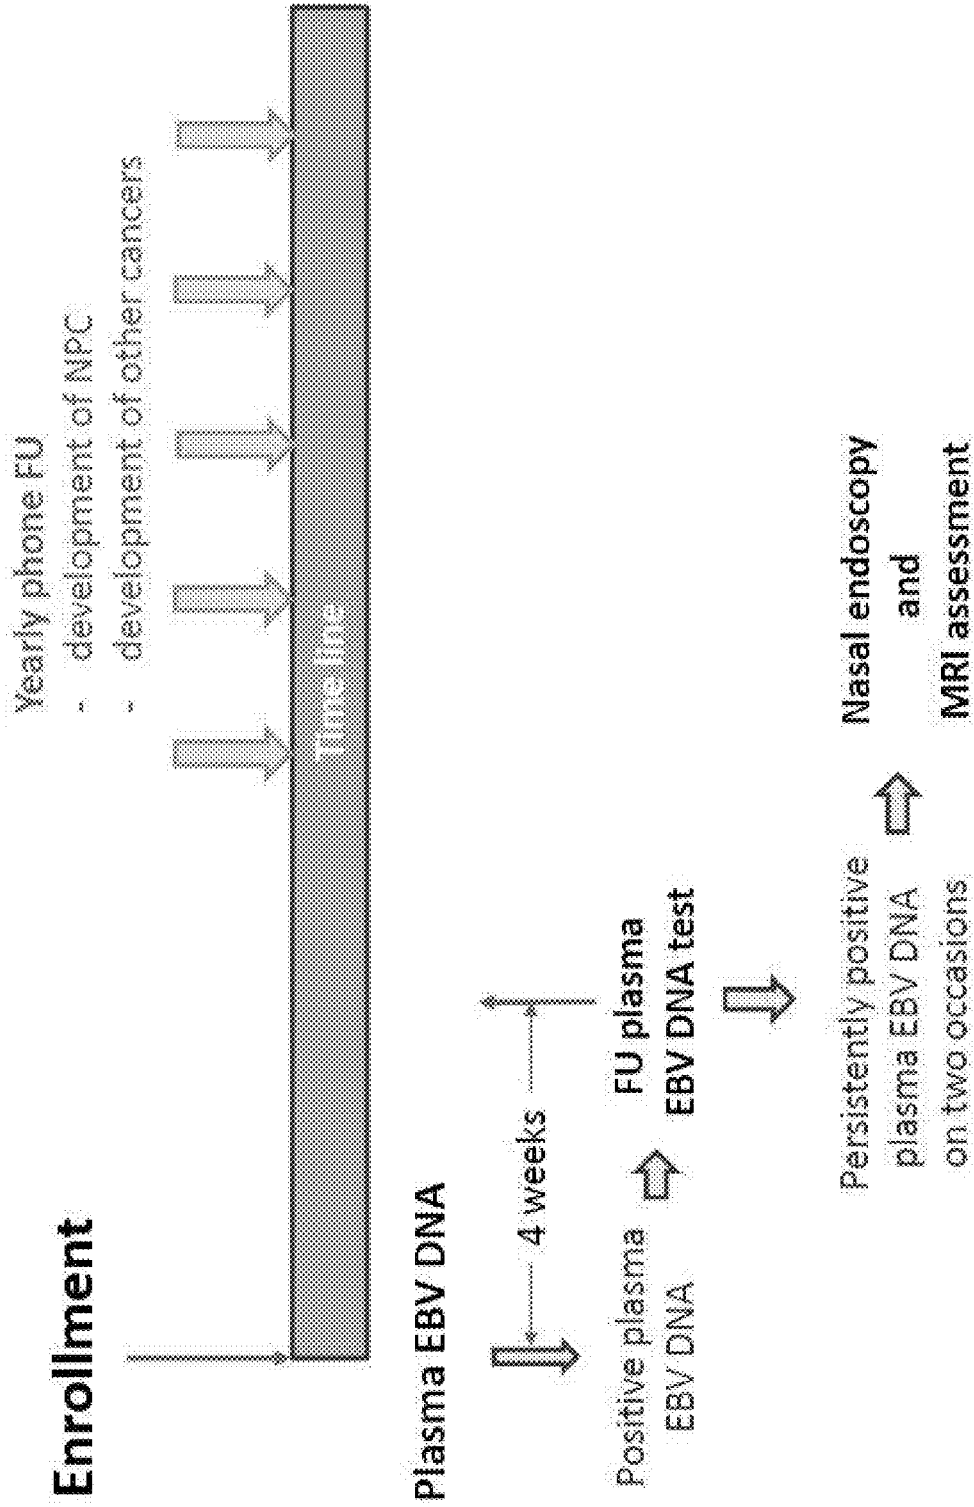 Enrollment
Yearly phone FU
- development of NPC
- development of other cancers
Time line
Plasma EBV DNA
4 weeks
Positive plasma
EBV DNA
FU plasma
EBV DNA test
Persistently positive
plasma EBV DNA
on two occasions
Nasal endoscopy
and
MRI assessment